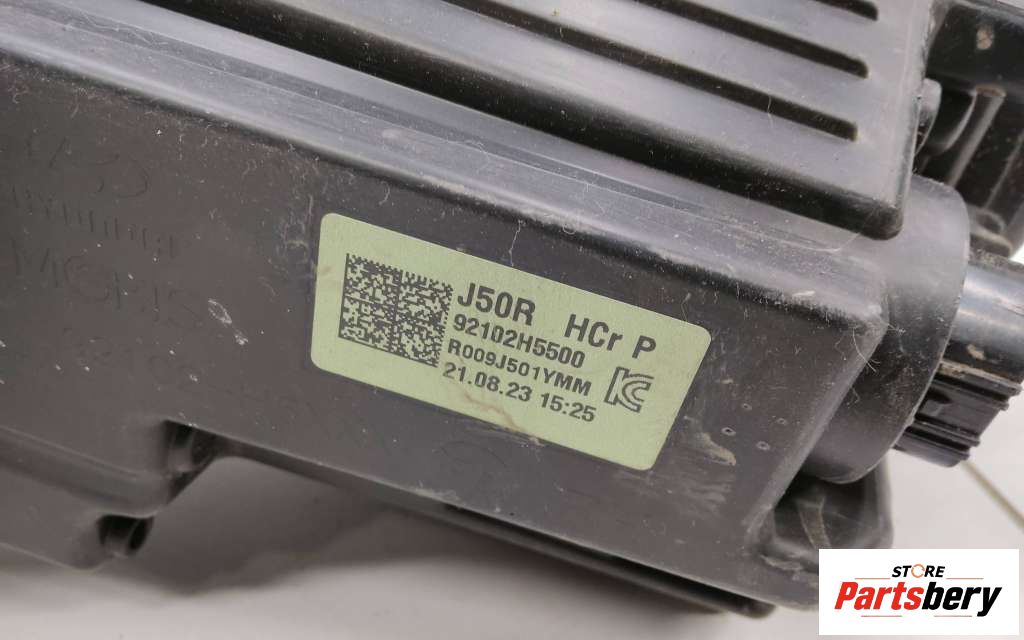 J50R HCr P
92102H5500
R009J501YMM
21.08.23 15:25
STORE
Partsbery